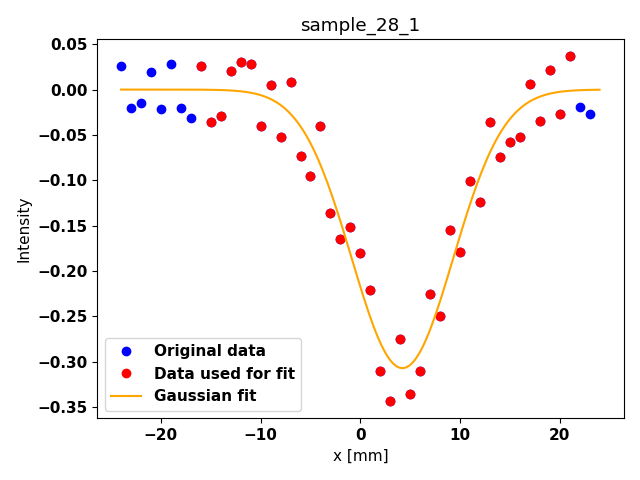 sample_28_1
0.05
0.00
−0.05
−0.10
−0.15
−0.20
−0.25
−0.30
−0.35
Intensity
Original data
Data used for fit
Gaussian fit
−20 −10 0 10 20
x [mm]